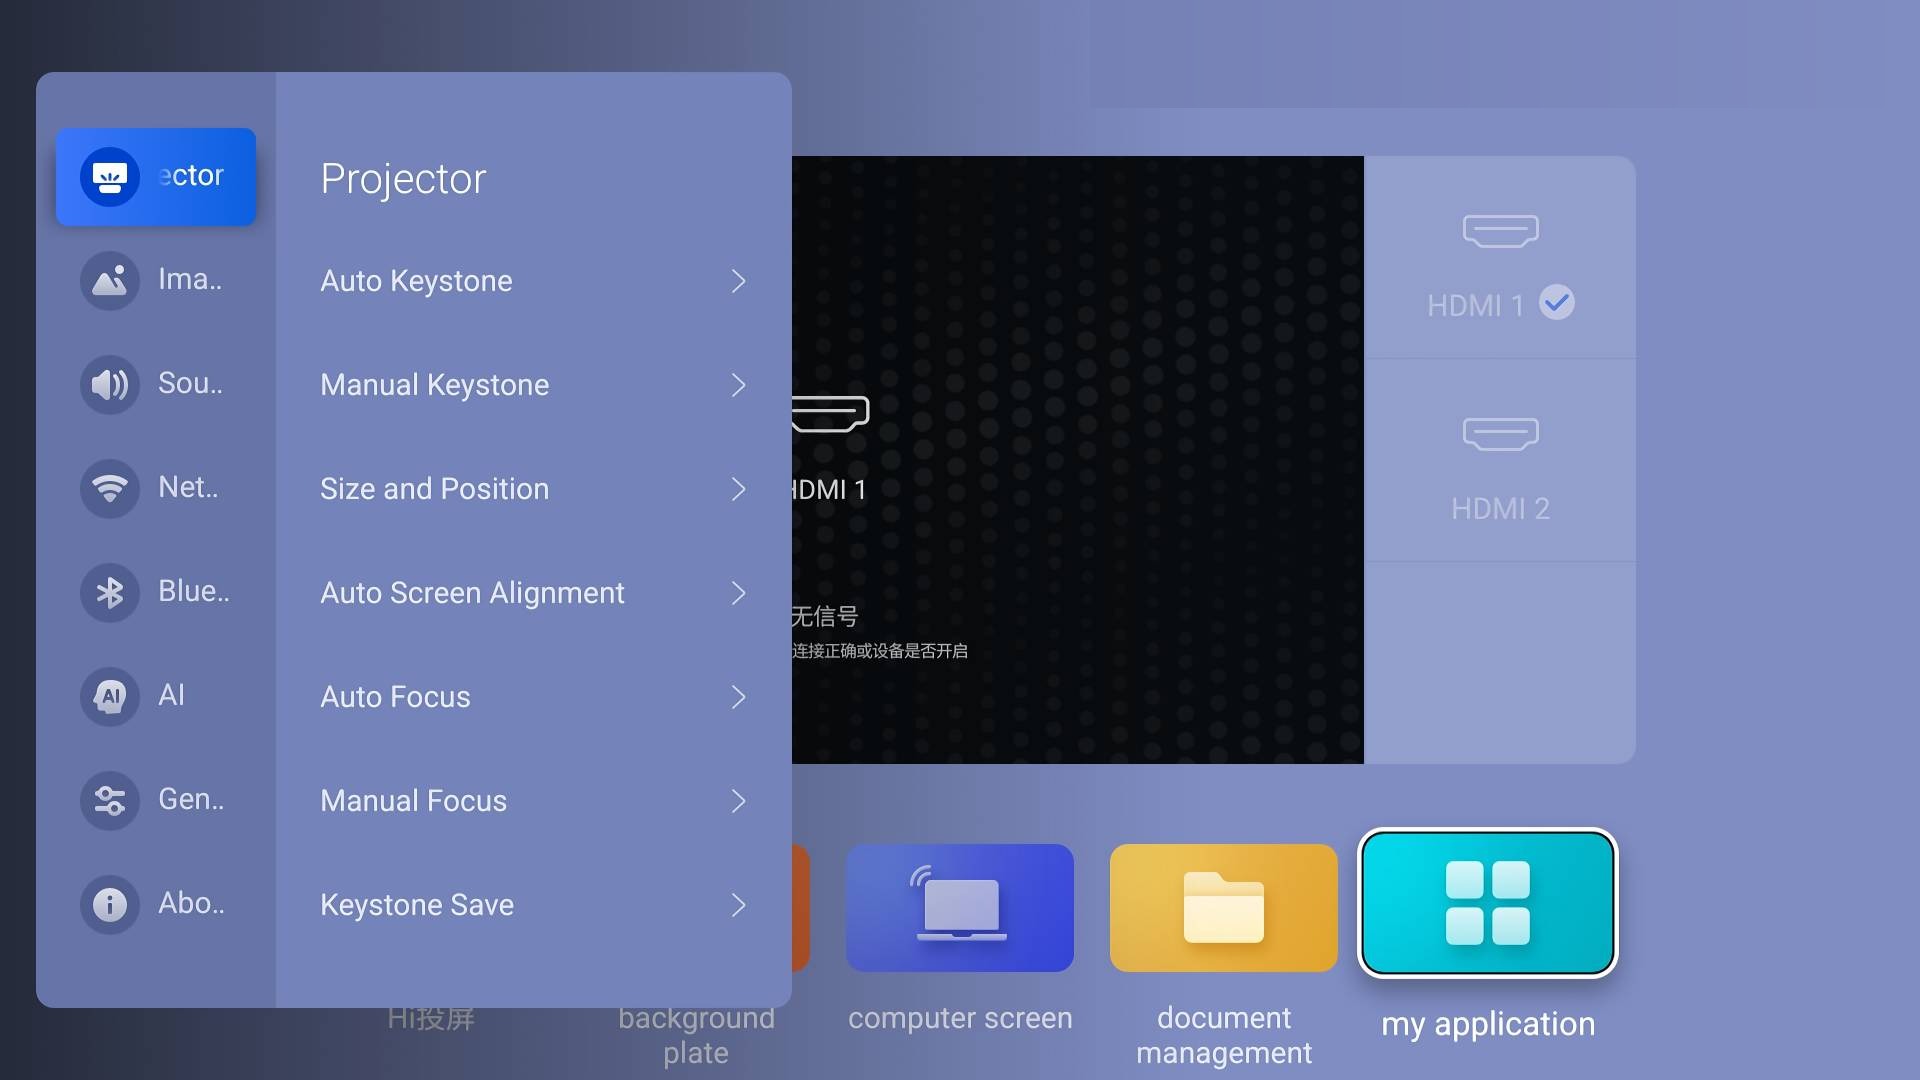 ector
Ima..
Sou..
Net..
Blue..
AI
Gen..
Abo..
Projector
Auto Keystone
Manual Keystone
Size and Position
Auto Screen Alignment
Auto Focus
Manual Focus
Keystone Save
HDMI 1
无信号
连接正确或设备是否开启
HDMI 1
HDMI 2
Hi投屏
background
plate
computer screen
document
management
my application